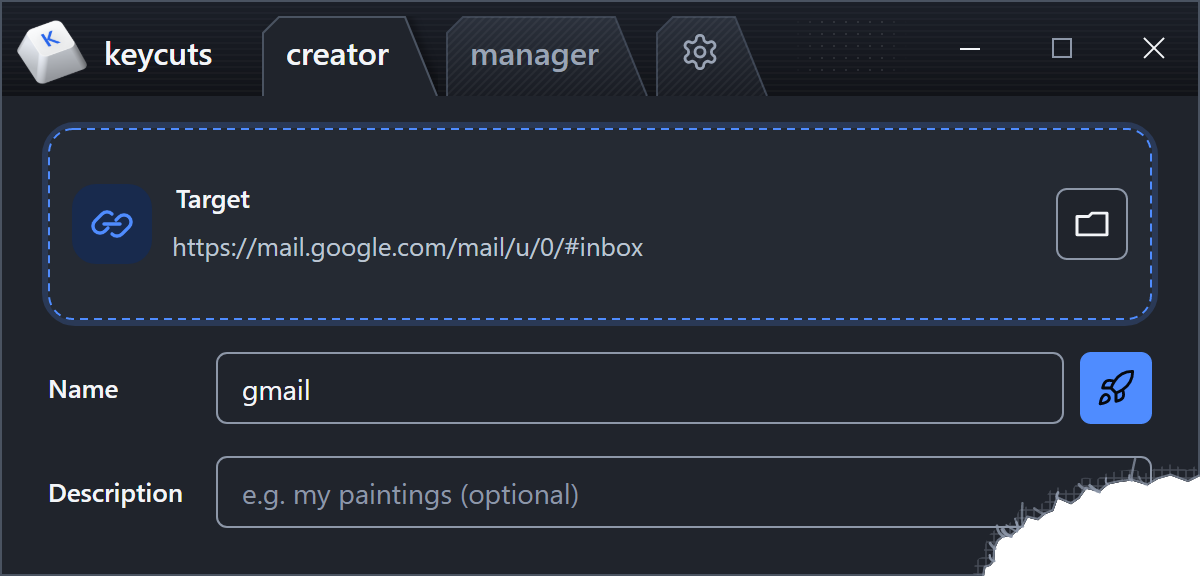 K
keycuts
creator
manager
Target
https://mail.google.com/mail/u/0/#inbox
Name
gmail
Description
e.g. my paintings (optional)